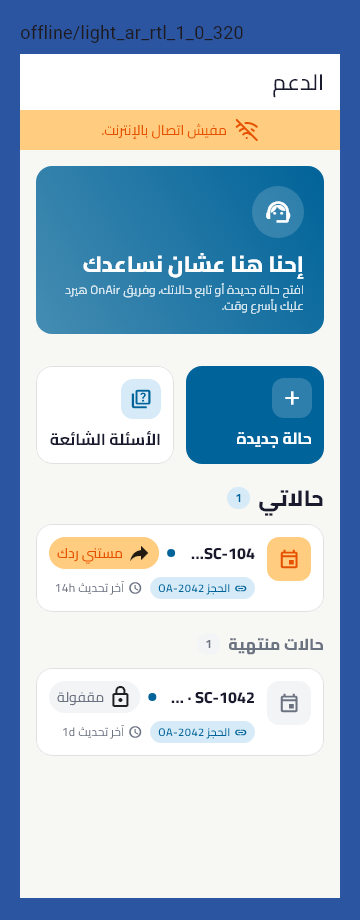 offline/light_ar_rtl_1_0_320
الدعم
مفيش اتصال بالإنترنت.
إحنا هنا عشان نساعدك
افتح حالة جديدة أو تابع حالاتك، وفريق OnAir هيرد
عليك بأسرع وقت.
حالة جديدة
الأسئلة الشائعة
حالاتي 1
SC-104...
مستني ردك
الحجز OA-2042
آخر تحديث 14h
حالات منتهية 1
SC-1042 · ...
مقفولة
الحجز OA-2042
آخر تحديث 1d